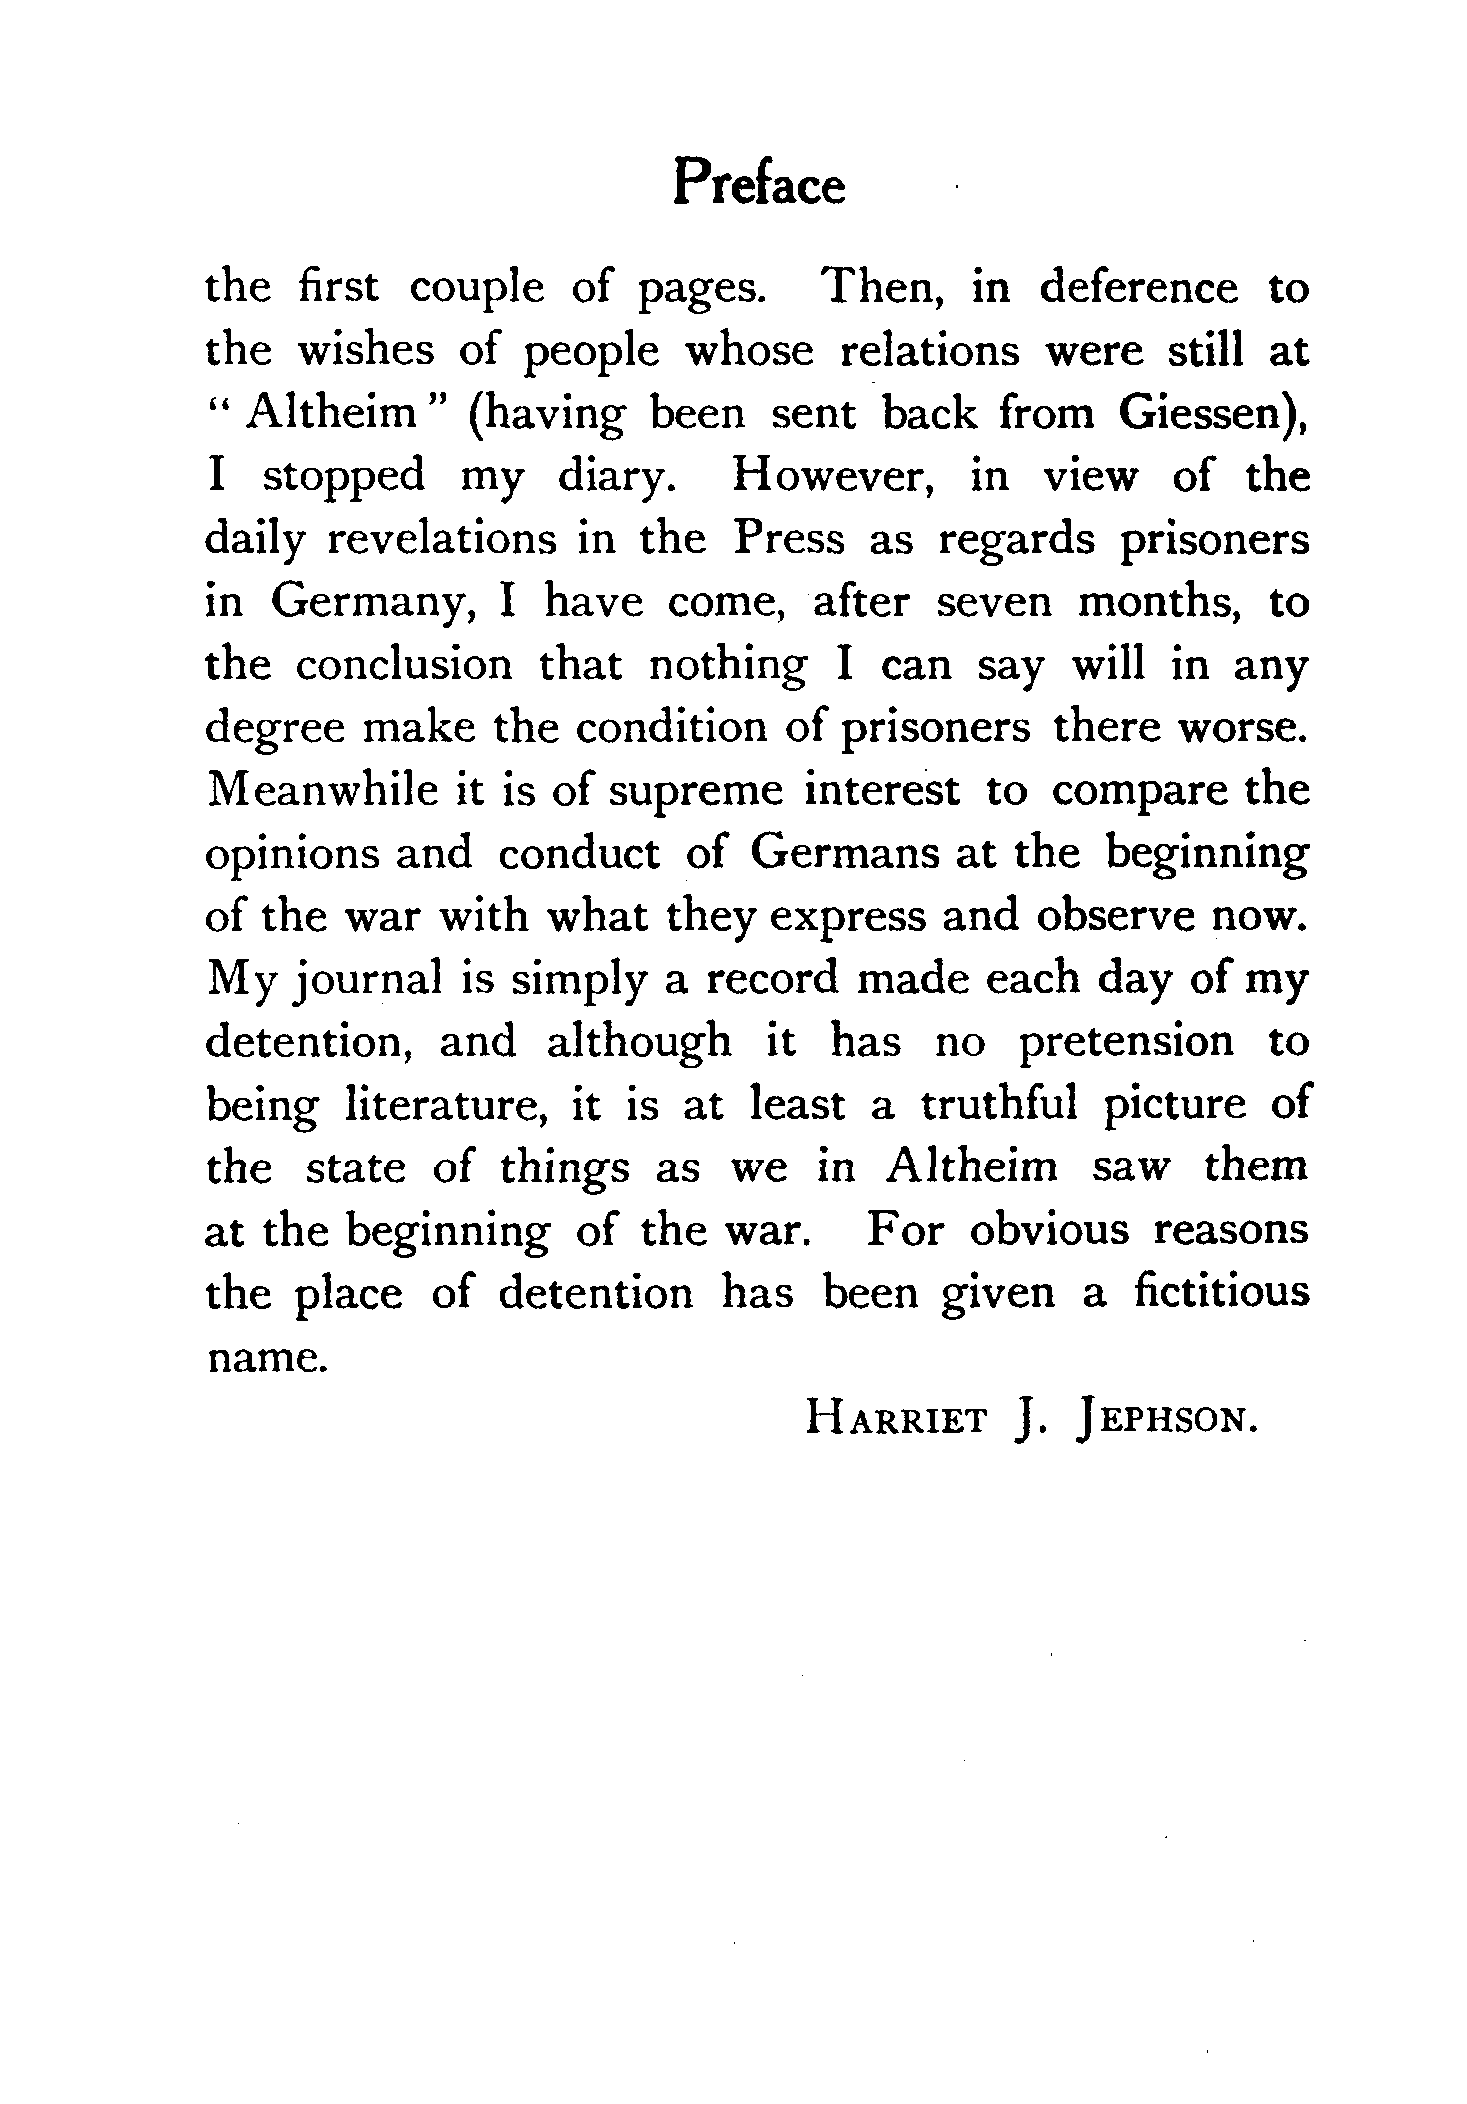 Preface
the first couple of pages. Then, in deference to
the wishes of people whose relations were still at
“ Altheim ” (having been sent back from Giessen),
I stopped my diary. However, in view of the
daily revelations in the Press as regards prisoners
in Germany, I have come, after seven months, to
the conclusion that nothing I can say will in any
degree make the condition of prisoners there worse.
Meanwhile it is of supreme interest to compare the
opinions and conduct of Germans at the beginning
of the war with what they express and observe now.
My journal is simply a record made each day of my
detention, and although it has no pretension to
being literature, it is at least a truthful picture of
the state of things as we in Altheim saw them
at the beginning of the war. For obvious reasons
the place of detention has been given a fictitious
name.
HARRIET J. JEPHSON.